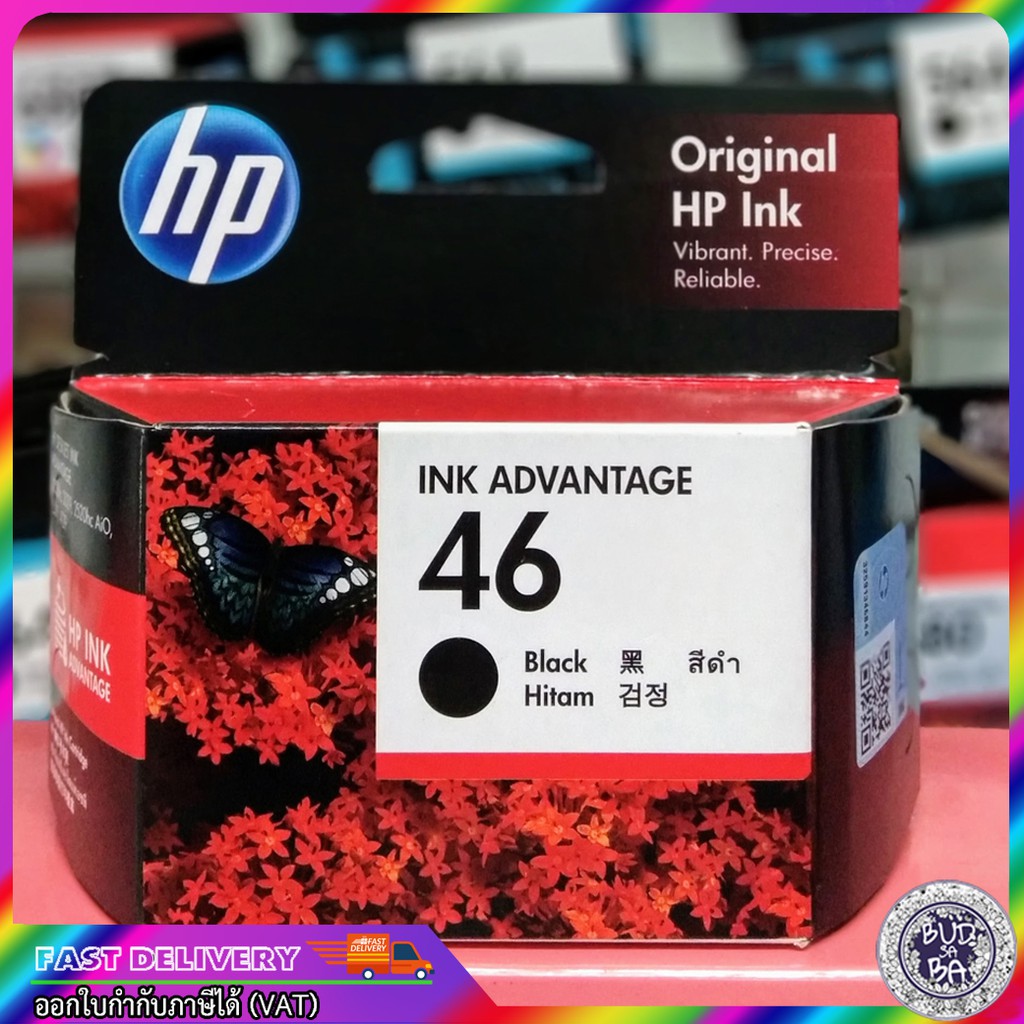 hp
Original
HP Ink
Vibrant. Precise.
Reliable.
INK ADVANTAGE
46
Black 黑 สีดำ
Hitam 검정
2520hc AiO,
HP INK
ADVANTAGE
FAST DELIVERY
FAST
DELIVERY
ออกใบกำกับภาษีได้ (VAT)
BUD
SA
BA